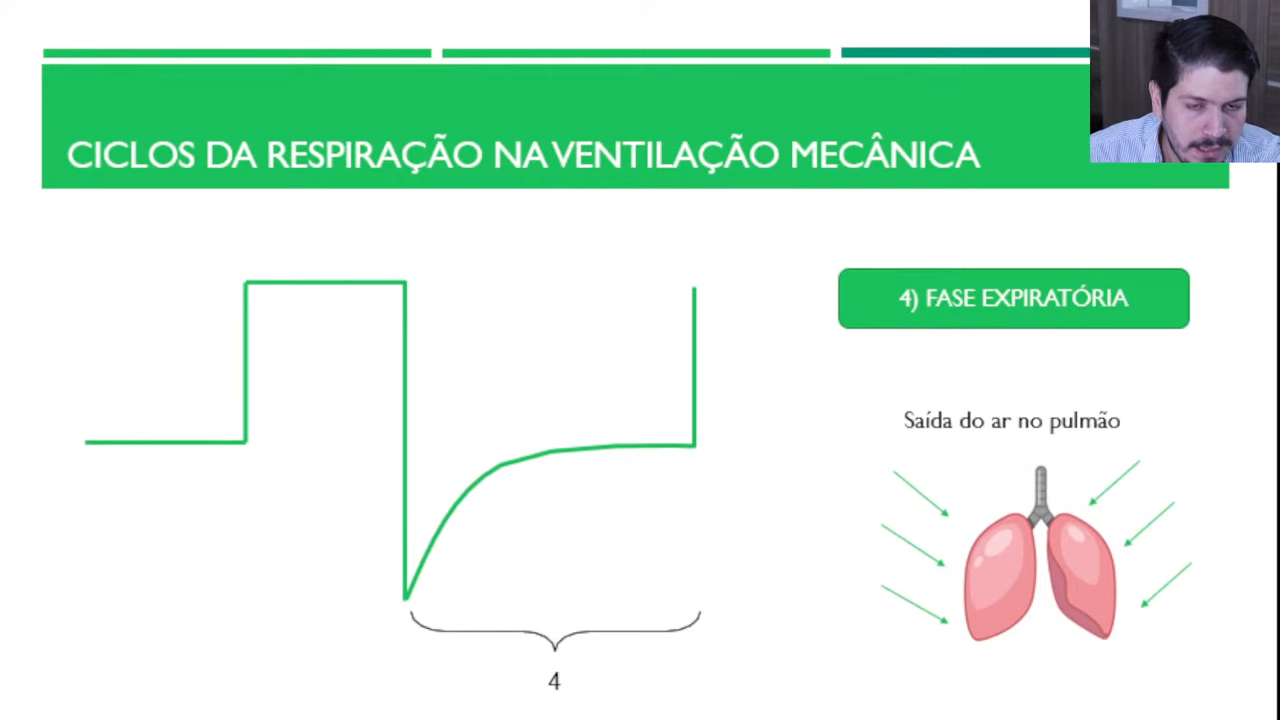 CICLOS DA RESPIRAÇÃO NA VENTILAÇÃO MECÂNICA
4) FASE EXPIRATÓRIA
Saída do ar no pulmão
4